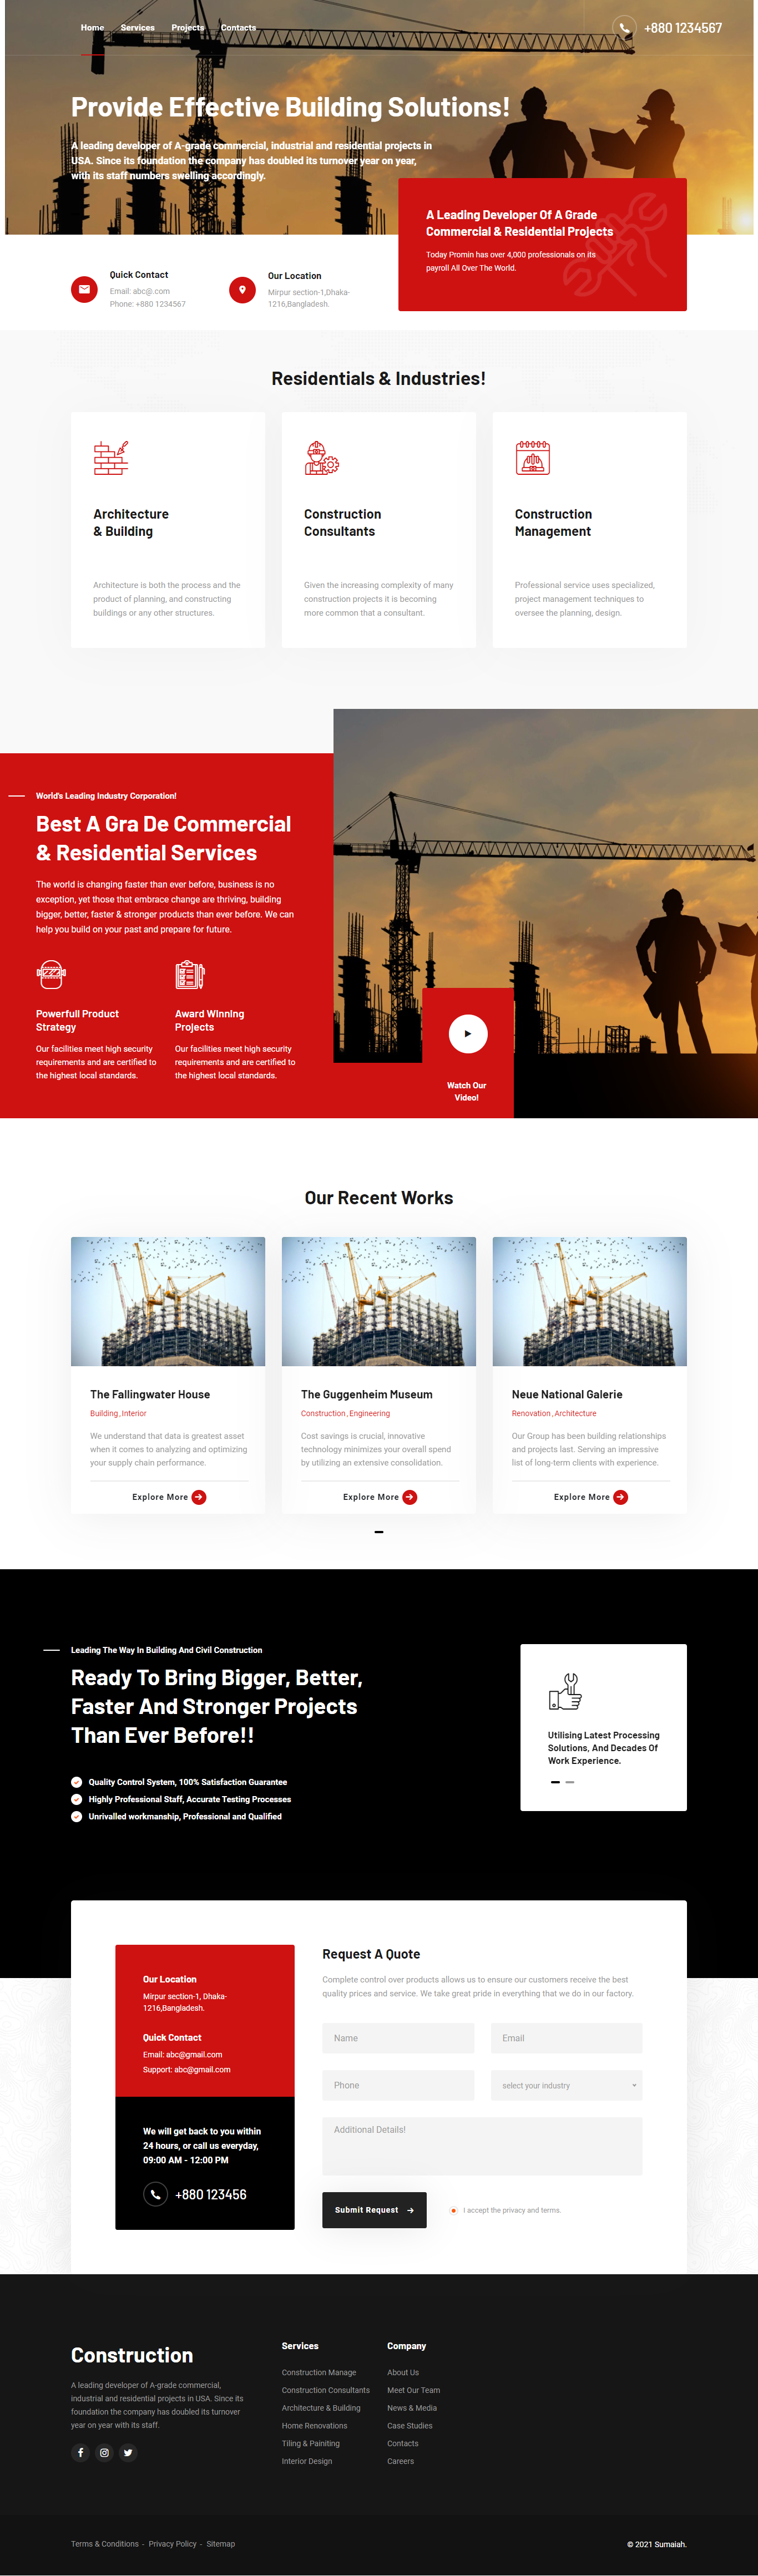 Home Services Projects Contacts
+880 1234567
Provide Effective Building Solutions!
A leading developer of A-grade commercial, industrial and residential projects in
USA. Since its foundation the company has doubled its turnover year on year,
with its staff numbers swelling accordingly.
A Leading Developer Of A Grade
Commercial & Residential Projects
Today Promin has over 4,000 professionals on its
payroll All Over The World.
Quick Contact
Email: abc@.com
Phone: +880 1234567
Our Location
Mirpur section-1,Dhaka-
1216,Bangladesh.
Residentials & Industries!
Architecture
& Building
Architecture is both the process and the
product of planning, and constructing
buildings or any other structures.
Construction
Consultants
Given the increasing complexity of many
construction projects it is becoming
more common that a consultant.
Construction
Management
Professional service uses specialized,
project management techniques to
oversee the planning, design.
World's Leading Industry Corporation!
Best A Gra De Commercial
& Residential Services
The world is changing faster than ever before, business is no
exception, yet those that embrace change are thriving, building
bigger, better, faster & stronger products than ever before. We can
help you build on your past and prepare for future.
Powerfull Product
Strategy
Our facilities meet high security
requirements and are certified to
the highest local standards.
Award Winning
Projects
Our facilities meet high security
requirements and are certified to
the highest local standards.
Watch Our
Video!
Our Recent Works
The Fallingwater House
Building , Interior
We understand that data is greatest asset
when it comes to analyzing and optimizing
your supply chain performance.
Explore More
The Guggenheim Museum
Construction , Engineering
Cost savings is crucial, innovative
technology minimizes your overall spend
by utilizing an extensive consolidation.
Explore More
Neue National Galerie
Renovation , Architecture
Our Group has been building relationships
and projects last. Serving an impressive
list of long-term clients with experience.
Explore More
Leading The Way In Building And Civil Construction
Ready To Bring Bigger, Better,
Faster And Stronger Projects
Than Ever Before!!
Quality Control System, 100% Satisfaction Guarantee
Highly Professional Staff, Accurate Testing Processes
Unrivalled workmanship, Professional and Qualified
Utilising Latest Processing
Solutions, And Decades Of
Work Experience.
Our Location
Mirpur section-1, Dhaka-
1216,Bangladesh.
Quick Contact
Email: abc@gmail.com
Support: abc@gmail.com
We will get back to you within
24 hours, or call us everyday,
09:00 AM - 12:00 PM
+880 123456
Request A Quote
Complete control over products allows us to ensure our customers receive the best
quality prices and service. We take great pride in everything that we do in our factory.
Name
Email
Phone
select your industry
Additional Details!
Submit Request
I accept the privacy and terms.
Construction
A leading developer of A-grade commercial,
industrial and residential projects in USA. Since its
foundation the company has doubled its turnover
year on year with its staff.
Services
Construction Manage
Construction Consultants
Architecture & Building
Home Renovations
Tiling & Painiting
Interior Design
Company
About Us
Meet Our Team
News & Media
Case Studies
Contacts
Careers
Terms & Conditions - Privacy Policy - Sitemap
© 2021 Sumaiah.